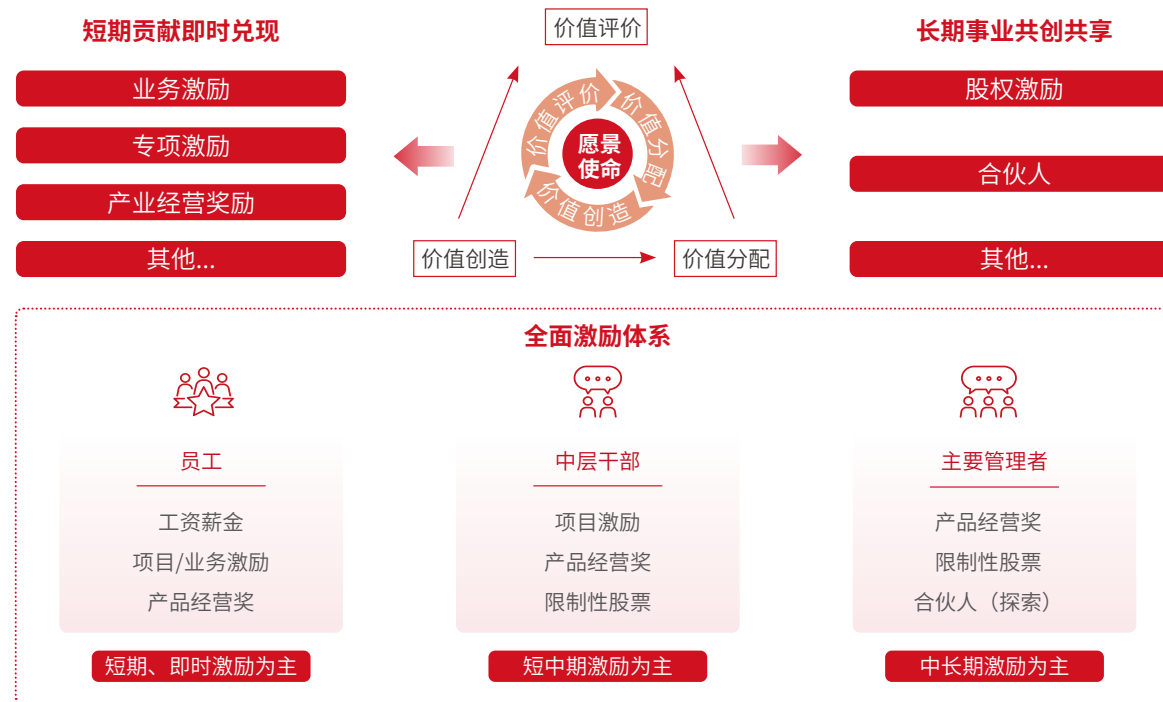 短期贡献即时兑现
业务激励
专项激励
产业经营奖励
其他...
价值评价
价值评价
价值分配
价值创造
愿景
使命
价值创造
价值分配
长期事业共创共享
股权激励
合伙人
其他...
全面激励体系
员工
工资薪金
项目/业务激励
产品经营奖
短期、即时激励为主
中层干部
项目激励
产品经营奖
限制性股票
短中期激励为主
主要管理者
产品经营奖
限制性股票
合伙人（探索）
中长期激励为主